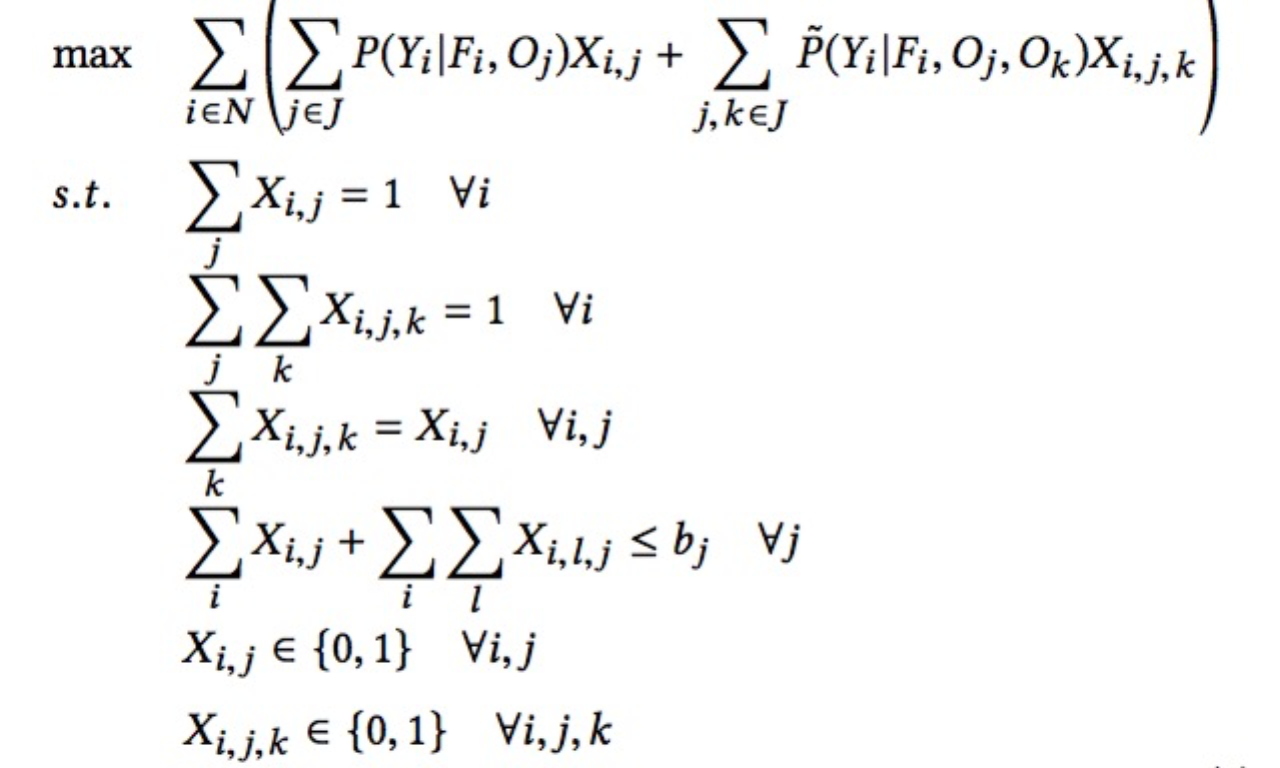 max ∑_{i∈N} ( ∑_{j∈J} P(Y_i|F_i, O_j)X_{i,j} + ∑_{j,k∈J} P̃(Y_i|F_i, O_j, O_k)X_{i,j,k} )
s.t. ∑_j X_{i,j} = 1 ∀i
∑_j ∑_k X_{i,j,k} = 1 ∀i
∑_k X_{i,j,k} = X_{i,j} ∀i, j
∑_i X_{i,j} + ∑_i ∑_l X_{i,l,j} ≤ b_j ∀j
X_{i,j} ∈ {0, 1} ∀i, j
X_{i,j,k} ∈ {0, 1} ∀i, j, k